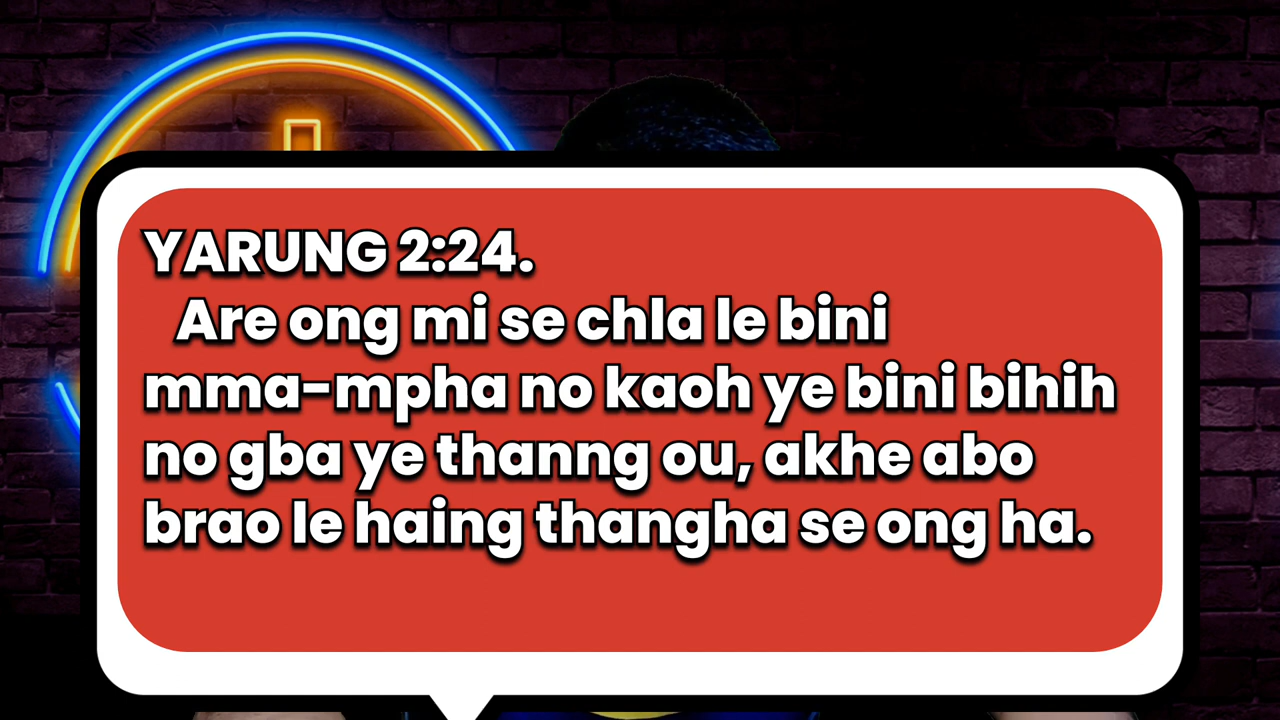 YARUNG 2:24.
Are ong mi se chla le bini
mma-mpha no kaoh ye bini bihih
no gba ye thanng ou, akhe abo
brao le haing thangha se ong ha.